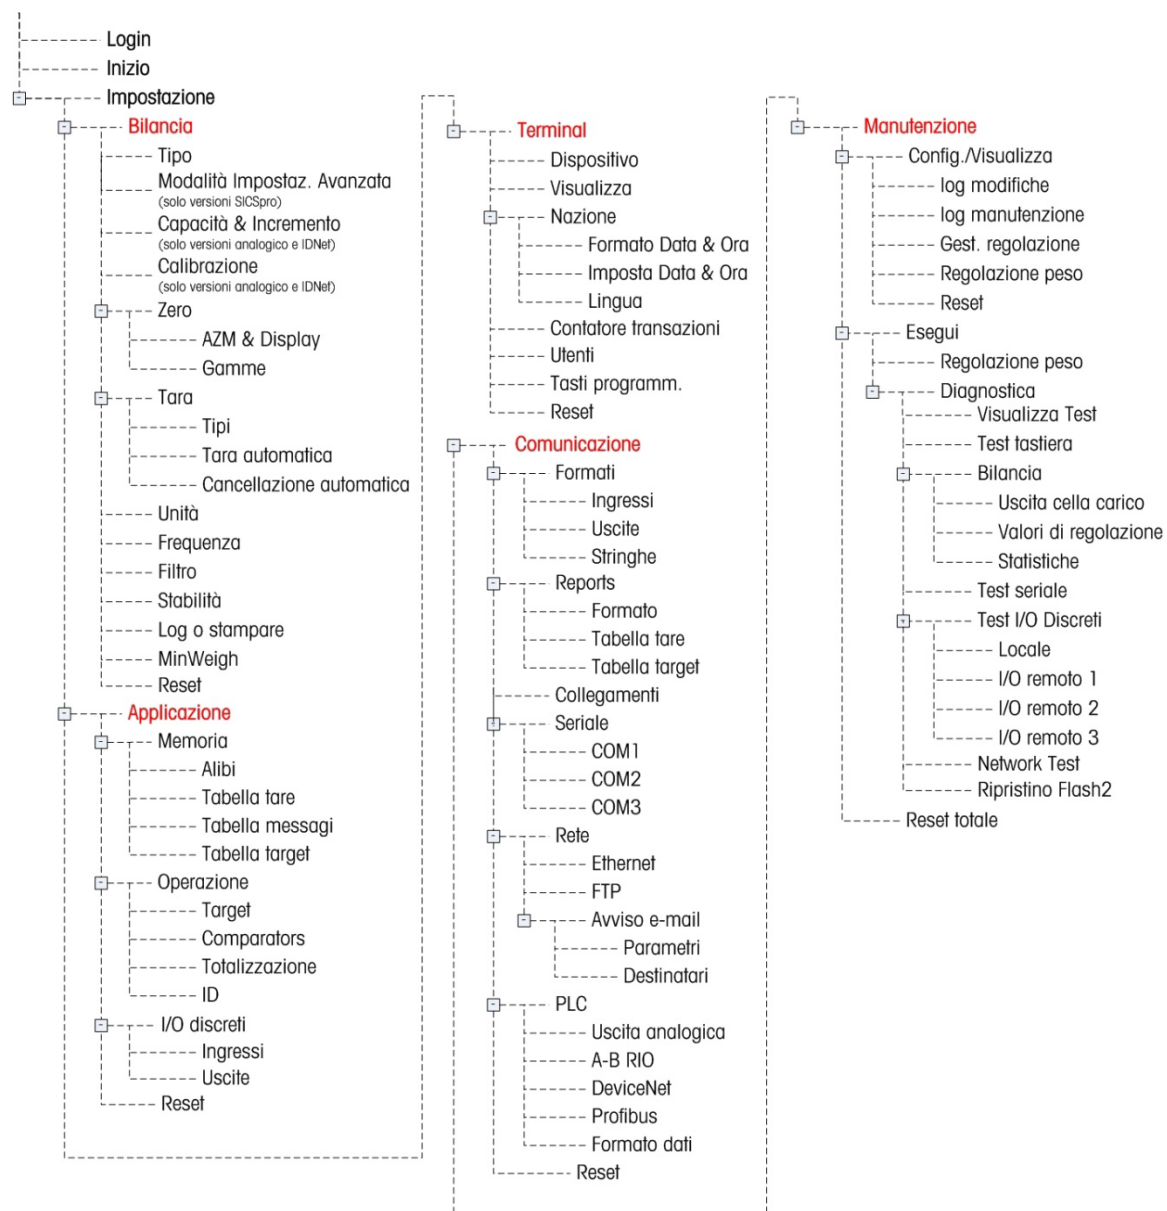 Login
Inizio
Impostazione
Bilancia
Tipo
Modalità Impostaz. Avanzata
(solo versioni SICSpro)
Capacità & Incremento
(solo versioni analogico e IDNet)
Calibrazione
(solo versioni analogico e IDNet)
Zero
AZM & Display
Gamme
Tara
Tipi
Tara automatica
Cancellazione automatica
Unità
Frequenza
Filtro
Stabilità
Log o stampare
MinWeigh
Reset
Applicazione
Memoria
Alibi
Tabella tare
Tabella messagi
Tabella target
Operazione
Target
Comparators
Totalizzazione
ID
I/O discreti
Ingressi
Uscite
Reset
Terminal
Dispositivo
Visualizza
Nazione
Formato Data & Ora
Imposta Data & Ora
Lingua
Contatore transazioni
Utenti
Tasti programm.
Reset
Comunicazione
Formati
Ingressi
Uscite
Stringhe
Reports
Formato
Tabella tare
Tabella target
Collegamenti
Seriale
COM1
COM2
COM3
Rete
Ethernet
FTP
Avviso e-mail
Parametri
Destinatari
PLC
Uscita analogica
A-B RIO
DeviceNet
Profibus
Formato dati
Reset
Manutenzione
Config./Visualizza
log modifiche
log manutenzione
Gest. regolazione
Regolazione peso
Reset
Esegui
Regolazione peso
Diagnostica
Visualizza Test
Test tastiera
Bilancia
Uscita cella carico
Valori di regolazione
Statistiche
Test seriale
Test I/O Discreti
Locale
I/O remoto 1
I/O remoto 2
I/O remoto 3
Network Test
Ripristino Flash2
Reset totale